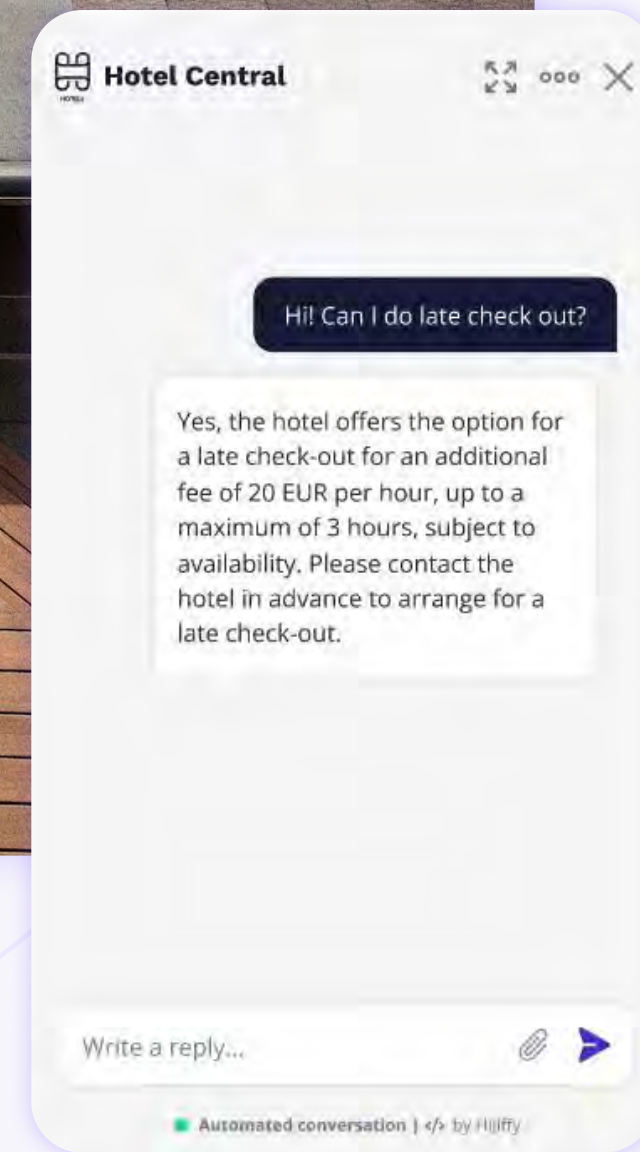 Hotel Central
HOTELS
Hi! Can I do late check out?
Yes, the hotel offers the option for
a late check-out for an additional
fee of 20 EUR per hour, up to a
maximum of 3 hours, subject to
availability. Please contact the
hotel in advance to arrange for a
late check-out.
Write a reply...
Automated conversation | </> by Hijiffy